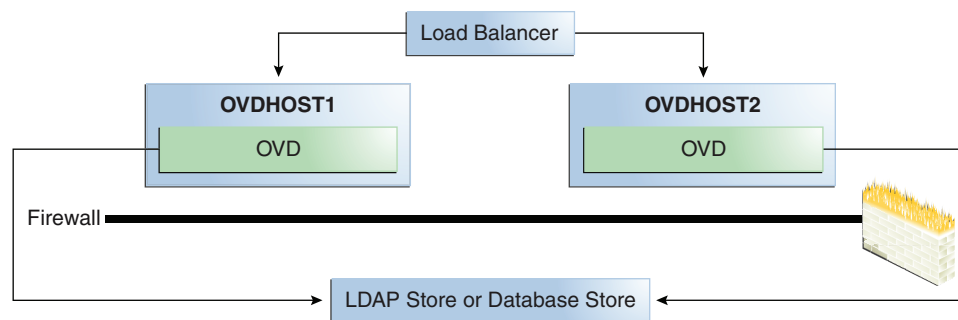 Load Balancer
OVDHOST1
OVDHOST2
OVD
OVD
Firewall
LDAP Store or Database Store